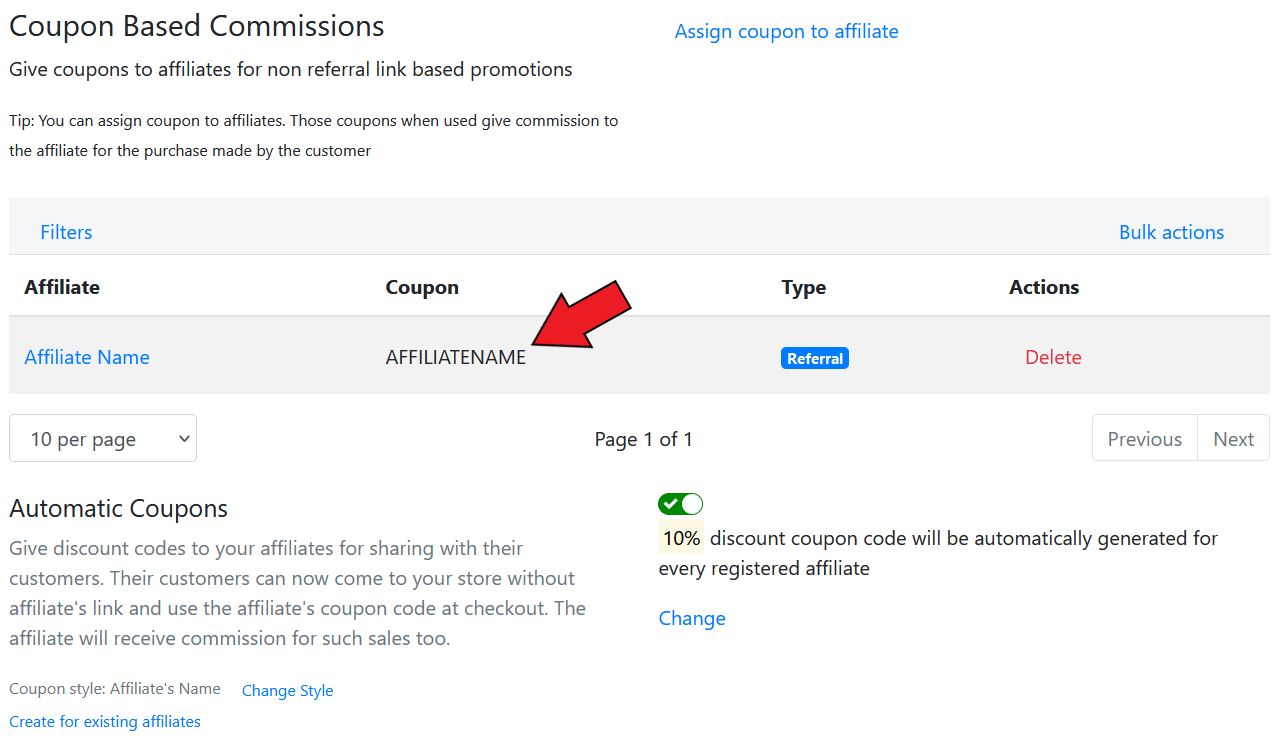 Coupon Based Commissions
Assign coupon to affiliate
Give coupons to affiliates for non referral link based promotions
Tip: You can assign coupon to affiliates. Those coupons when used give commission to
the affiliate for the purchase made by the customer
Filters
Bulk actions
Affiliate Coupon Type Actions
Affiliate Name AFFILIATENAME Referral Delete
10 per page
Page 1 of 1
Previous Next
Automatic Coupons
Give discount codes to your affiliates for sharing with their
customers. Their customers can now come to your store without
affiliate's link and use the affiliate's coupon code at checkout. The
affiliate will receive commission for such sales too.
Coupon style: Affiliate's Name Change Style
Create for existing affiliates
10% discount coupon code will be automatically generated for
every registered affiliate
Change